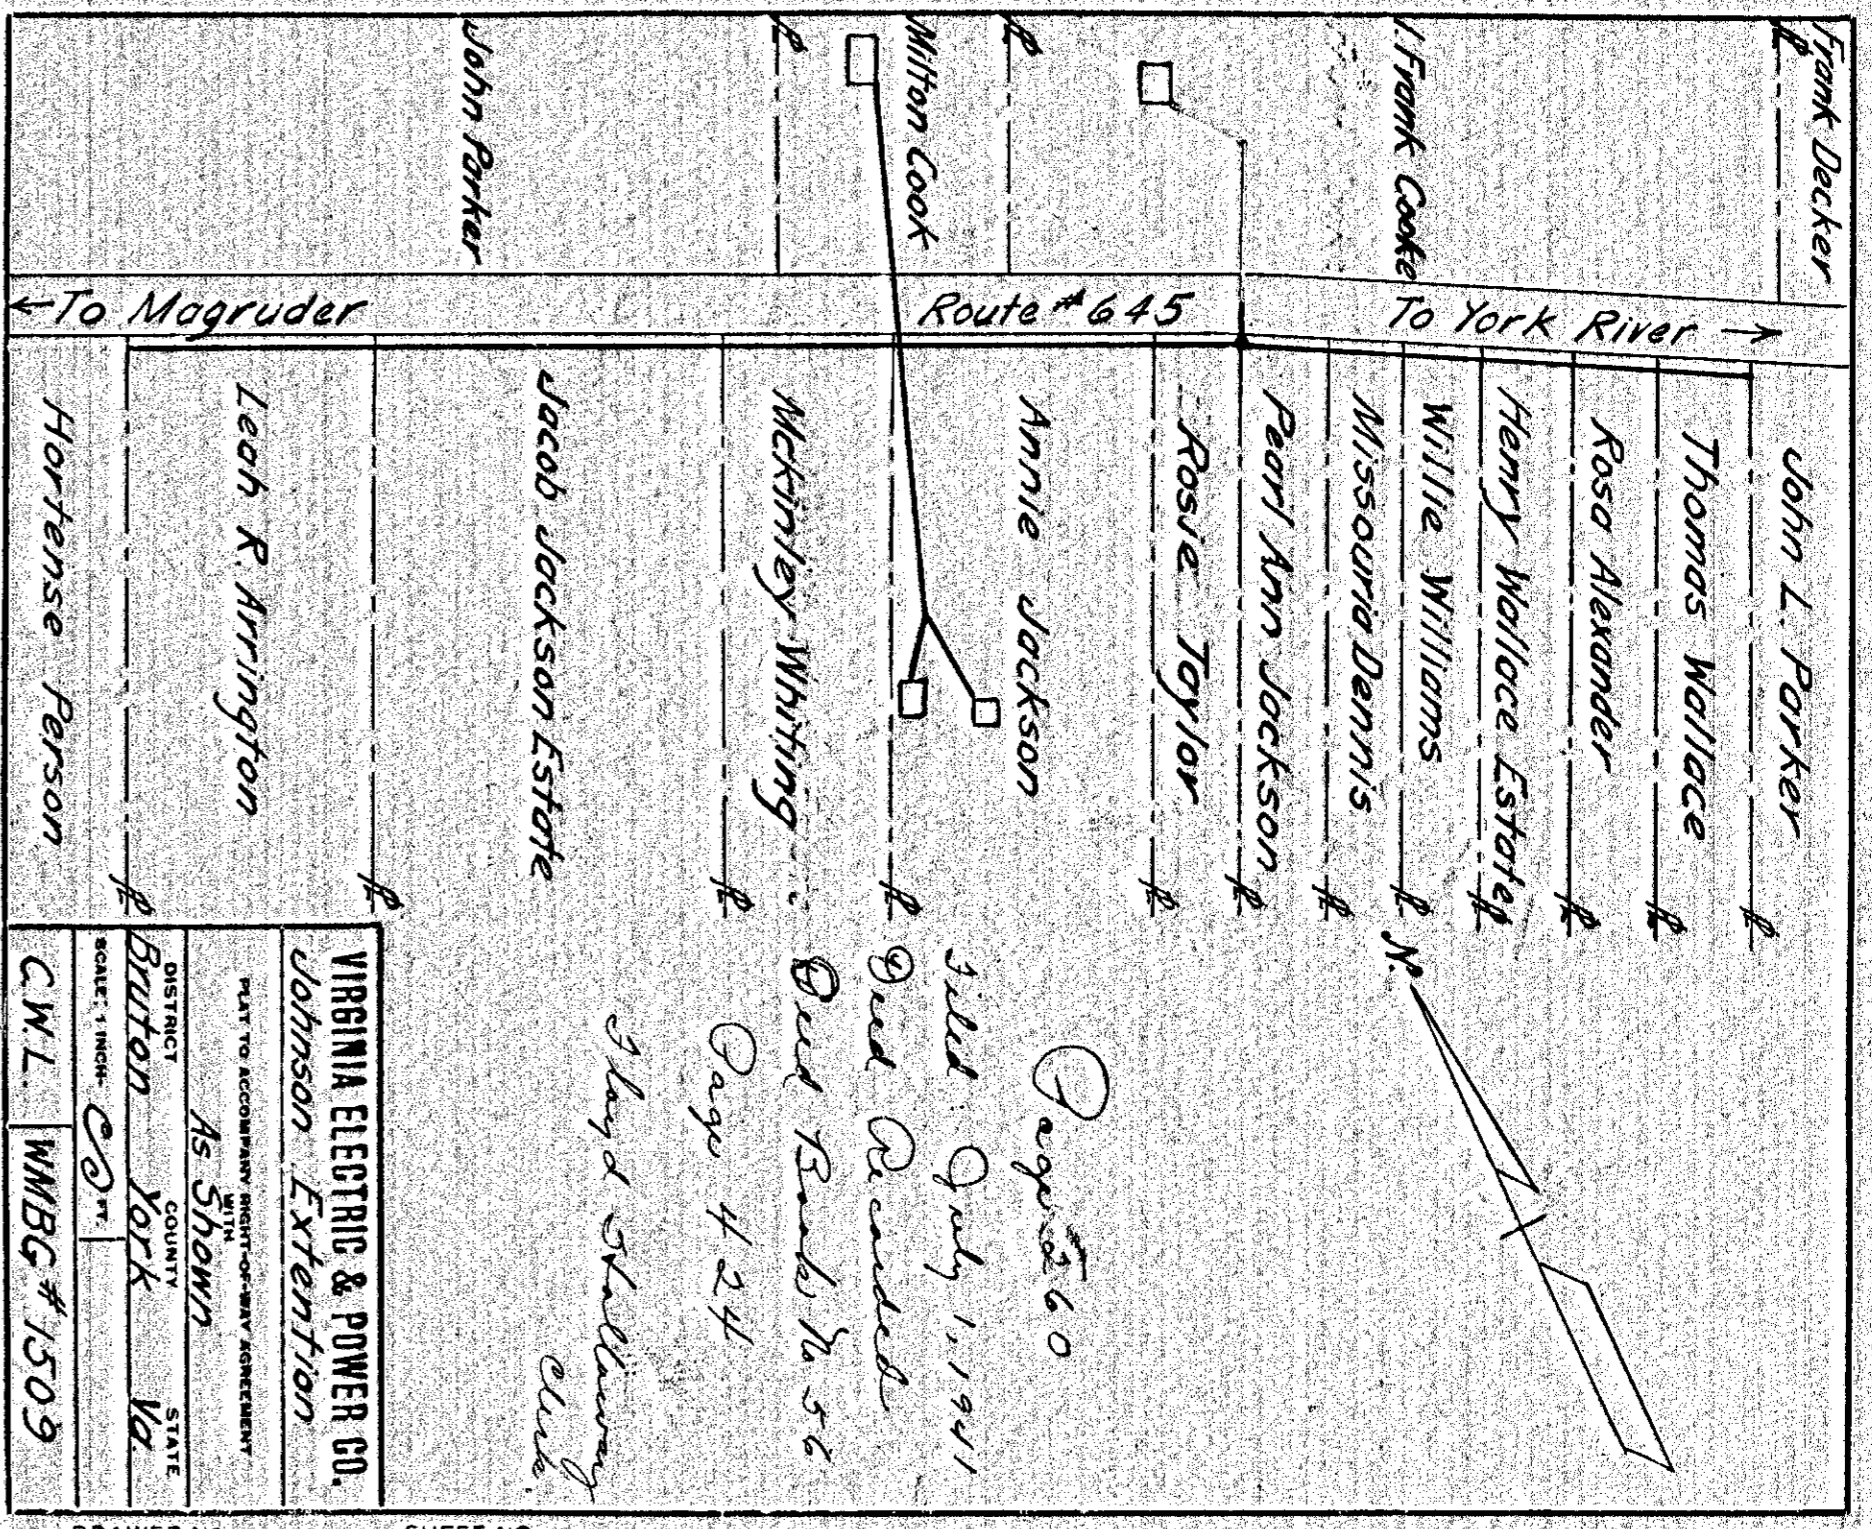 Frank Decker
I. Frank Cooke
Milton Cook
John Parker
← To Magruder
Route #645
To York River →
John L. Parker
Thomas Wallace
Rosa Alexander
Henry Wallace Estate
Willie Williams
Missouria Dennis
Pearl Ann Jackson
Rosie Taylor
Annie Jackson
Mckinley Whiting
Jacob Jackson Estate
Leah R. Arrington
Hortense Person
N.
Page 260
Filed July 1, 1941
Deed Recorded
Deed Book No 56
Page 424
Floyd Holloway
Clerk.
VIRGINIA ELECTRIC & POWER CO.
Johnson Extention
PLAT TO ACCOMPANY RIGHT-OF-WAY AGREEMENT
WITH
As Shown
DISTRICT COUNTY STATE
Bruton York Va.
SCALE, 1 INCH= FT.
C.W.L. WMBG #1509